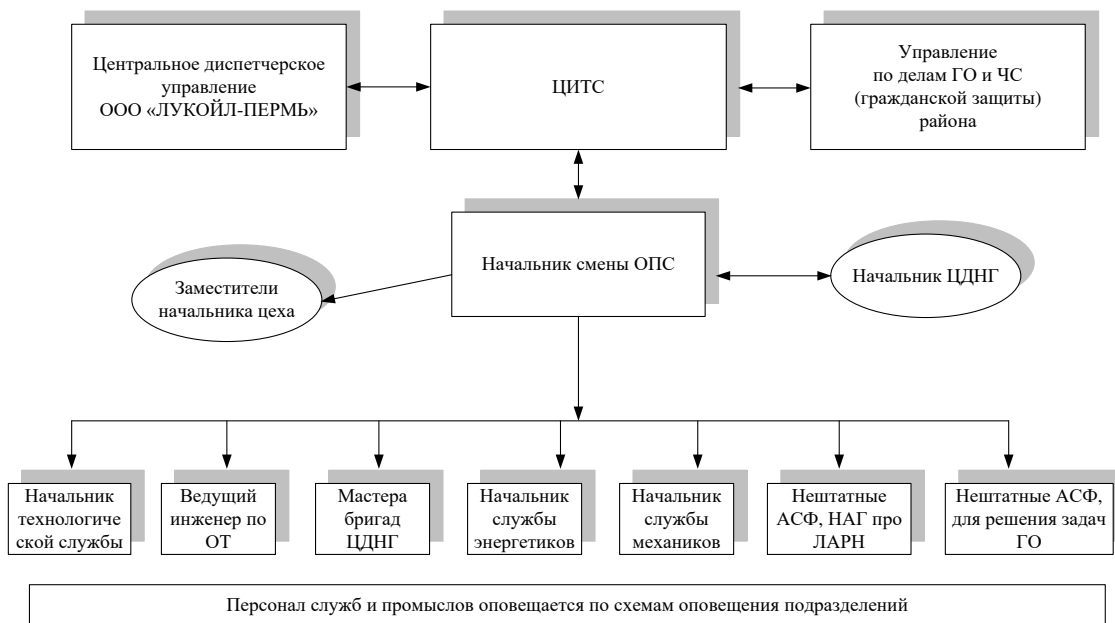 Центральное диспетчерское
управление
ООО «ЛУКОЙЛ-ПЕРМЬ»
ЦИТС
Управление
по делам ГО и ЧС
(гражданской защиты)
района
Начальник смены ОПС
Заместители
начальника цеха
Начальник ЦДНГ
Начальник
технологиче
ской службы
Ведущий
инженер по
ОТ
Мастера
бригад
ЦДНГ
Начальник
службы
энергетиков
Начальник
службы
механиков
Нештатные
АСФ, НАГ про
ЛАРН
Нештатные АСФ,
для решения задач
ГО
Персонал служб и промыслов оповещается по схемам оповещения подразделений